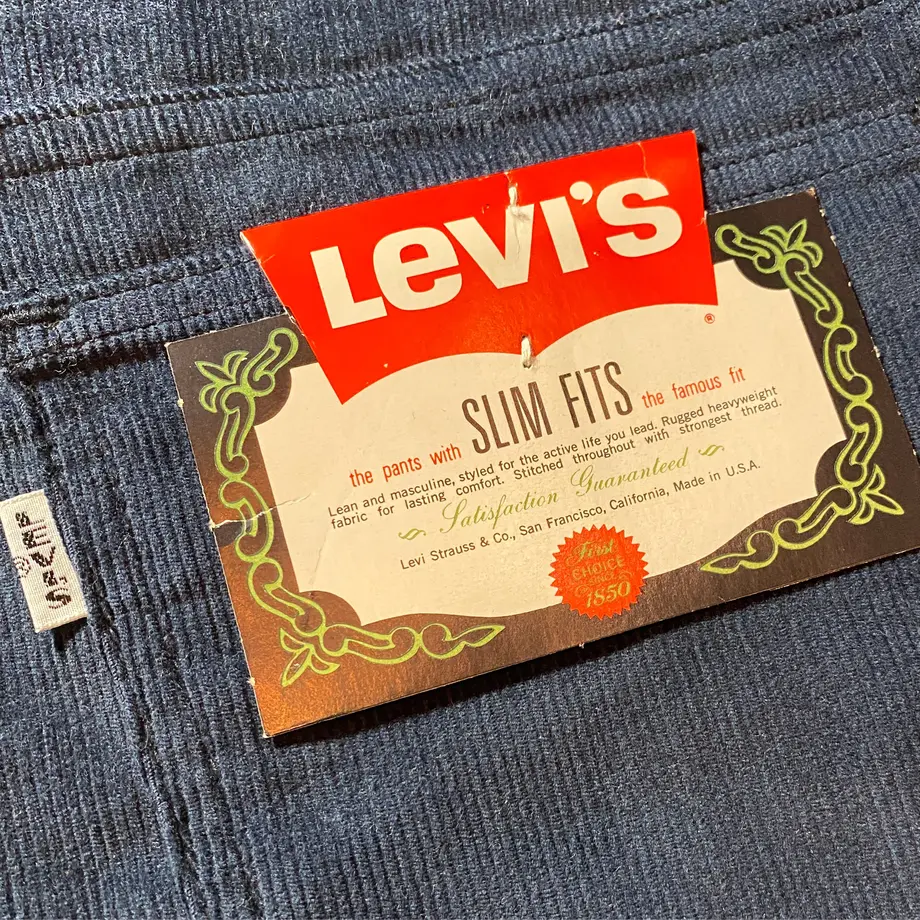 Levi's
®
the pants with SLIM FITS the famous fit
Lean and masculine, styled for the active life you lead. Rugged heavyweight
fabric for lasting comfort. Stitched throughout with strongest thread.
Satisfaction Guaranteed
Levi Strauss & Co., San Francisco, California, Made in U.S.A.
First
CHOICE
SINCE
1850
LEVI'S
®